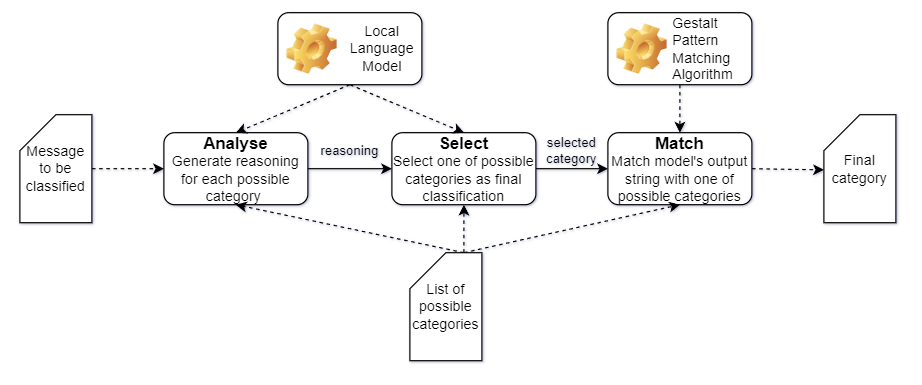 Local
Language
Model
Gestalt
Pattern
Matching
Algorithm
Message
to be
classified
Analyse
Generate reasoning
for each possible
category
reasoning
Select
Select one of possible
categories as final
classification
selected
category
Match
Match model's output
string with one of
possible categories
Final
category
List of
possible
categories